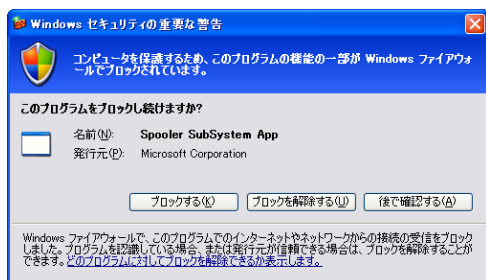 Windows セキュリティの重要な警告
コンピュータを保護するため、このプログラムの機能の一部が Windows ファイアウォ
ールでブロックされています。
このプログラムをブロックし続けますか?
名前(N): Spooler SubSystem App
発行元(P): Microsoft Corporation
ブロックする(K) ブロックを解除する(U) 後で確認する(A)
Windows ファイアウォールで、このプログラムでのインターネットやネットワークからの接続の受信をブロック
しました。プログラムを認識している場合、または発行元が信頼できる場合は、ブロックを解除することが
できます。どのプログラムに対してブロックを解除できるか表示します。